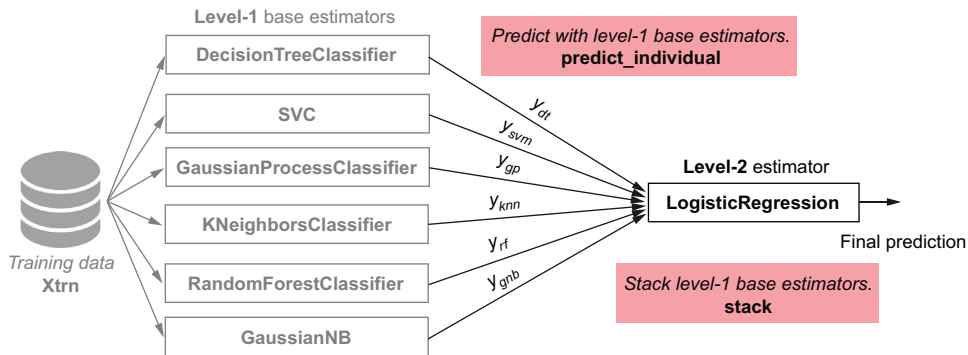 Level-1 base estimators
DecisionTreeClassifier
SVC
GaussianProcessClassifier
KNeighborsClassifier
RandomForestClassifier
GaussianNB
Training data
Xtrn
Predict with level-1 base estimators.
predict_individual
y_dt
y_svm
y_gp
y_knn
y_rf
y_gnb
Level-2 estimator
LogisticRegression
Final prediction
Stack level-1 base estimators.
stack